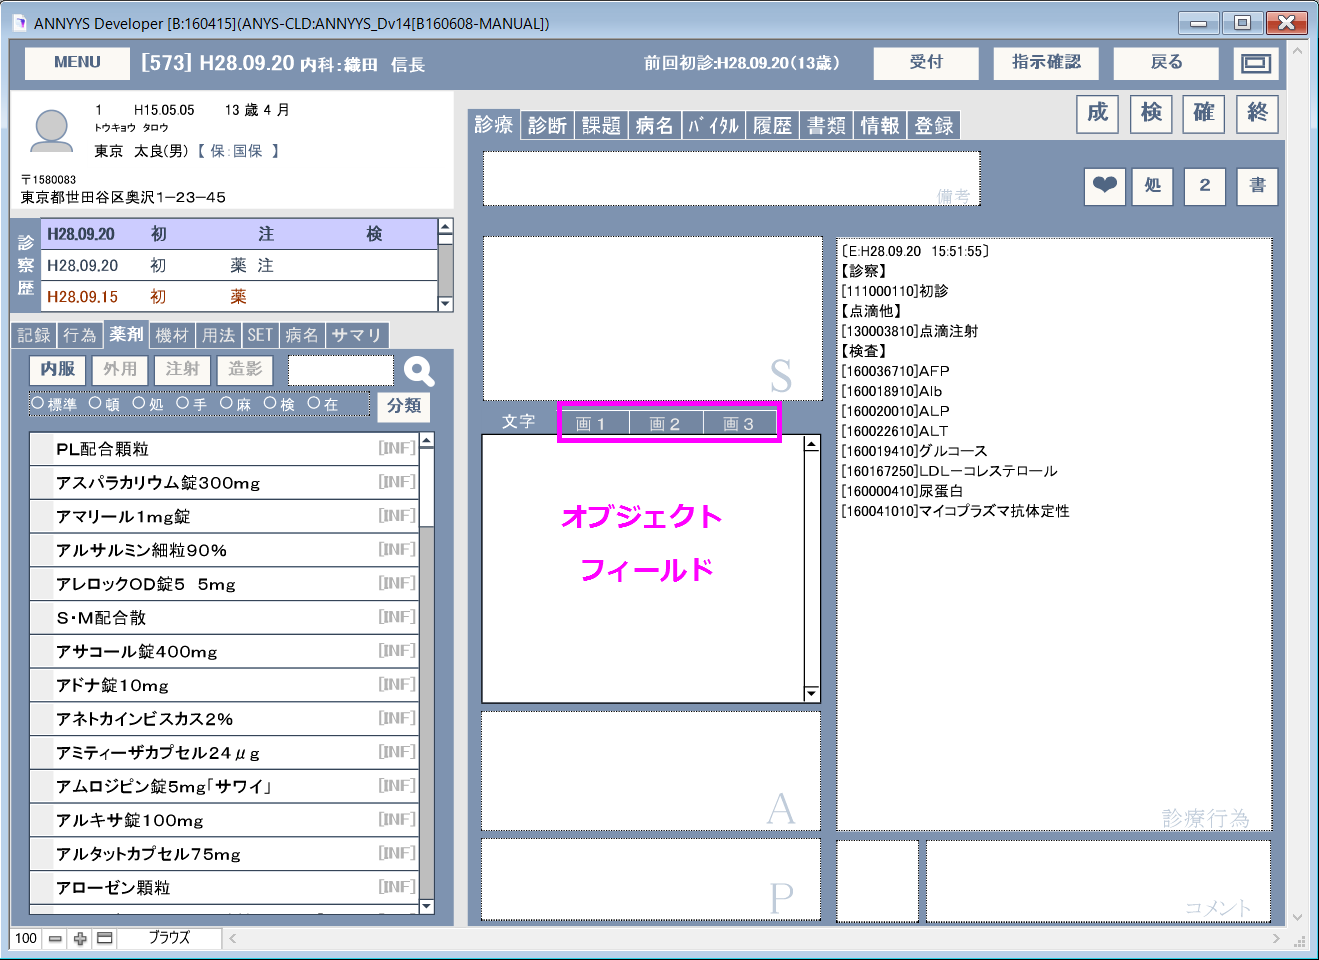 ANNYYS Developer [B:160415](ANYS-CLD:ANNYYS_Dv14[B160608-MANUAL])
MENU [573] H28.09.20 内科:織田 信長 前回初診:H28.09.20(13歳) 受付 指示確認 戻る
1 H15.05.05 13 歳 4 月
トウキョウ タロウ
東京 太良(男) 【 保:国保 】
〒1580083
東京都世田谷区奥沢1-23-45
診察歴
H28.09.20 初 注 検
H28.09.20 初 薬 注
H28.09.15 初 薬
記録 行為 薬剤 機材 用法 SET 病名 サマリ
内服 外用 注射 造影
標準 頓 処 手 麻 検 在 分類
PL配合顆粒 [INF]
アスパラカリウム錠300mg [INF]
アマリール1mg錠 [INF]
アルサルミン細粒90% [INF]
アレロックOD錠5 5mg [INF]
S・M配合散 [INF]
アサコール錠400mg [INF]
アドナ錠10mg [INF]
アネトカインビスカス2% [INF]
アミティーザカプセル24μg [INF]
アムロジピン錠5mg「サワイ」 [INF]
アルキサ錠100mg [INF]
アルタットカプセル75mg [INF]
アローゼン顆粒 [INF]
診療 診断 課題 病名 バイタル 履歴 書類 情報 登録
成 検 確 終
備考
処 2 書
S
文字 画1 画2 画3
オブジェクト
フィールド
A
P
[E:H28.09.20 15:51:55]
【診察】
[111000110]初診
【点滴他】
[130003810]点滴注射
【検査】
[160036710]AFP
[160018910]Alb
[160020010]ALP
[160022610]ALT
[160019410]グルコース
[160167250]LDL-コレステロール
[160000410]尿蛋白
[160041010]マイコプラズマ抗体定性
診療行為
コメント
100 ブラウズ